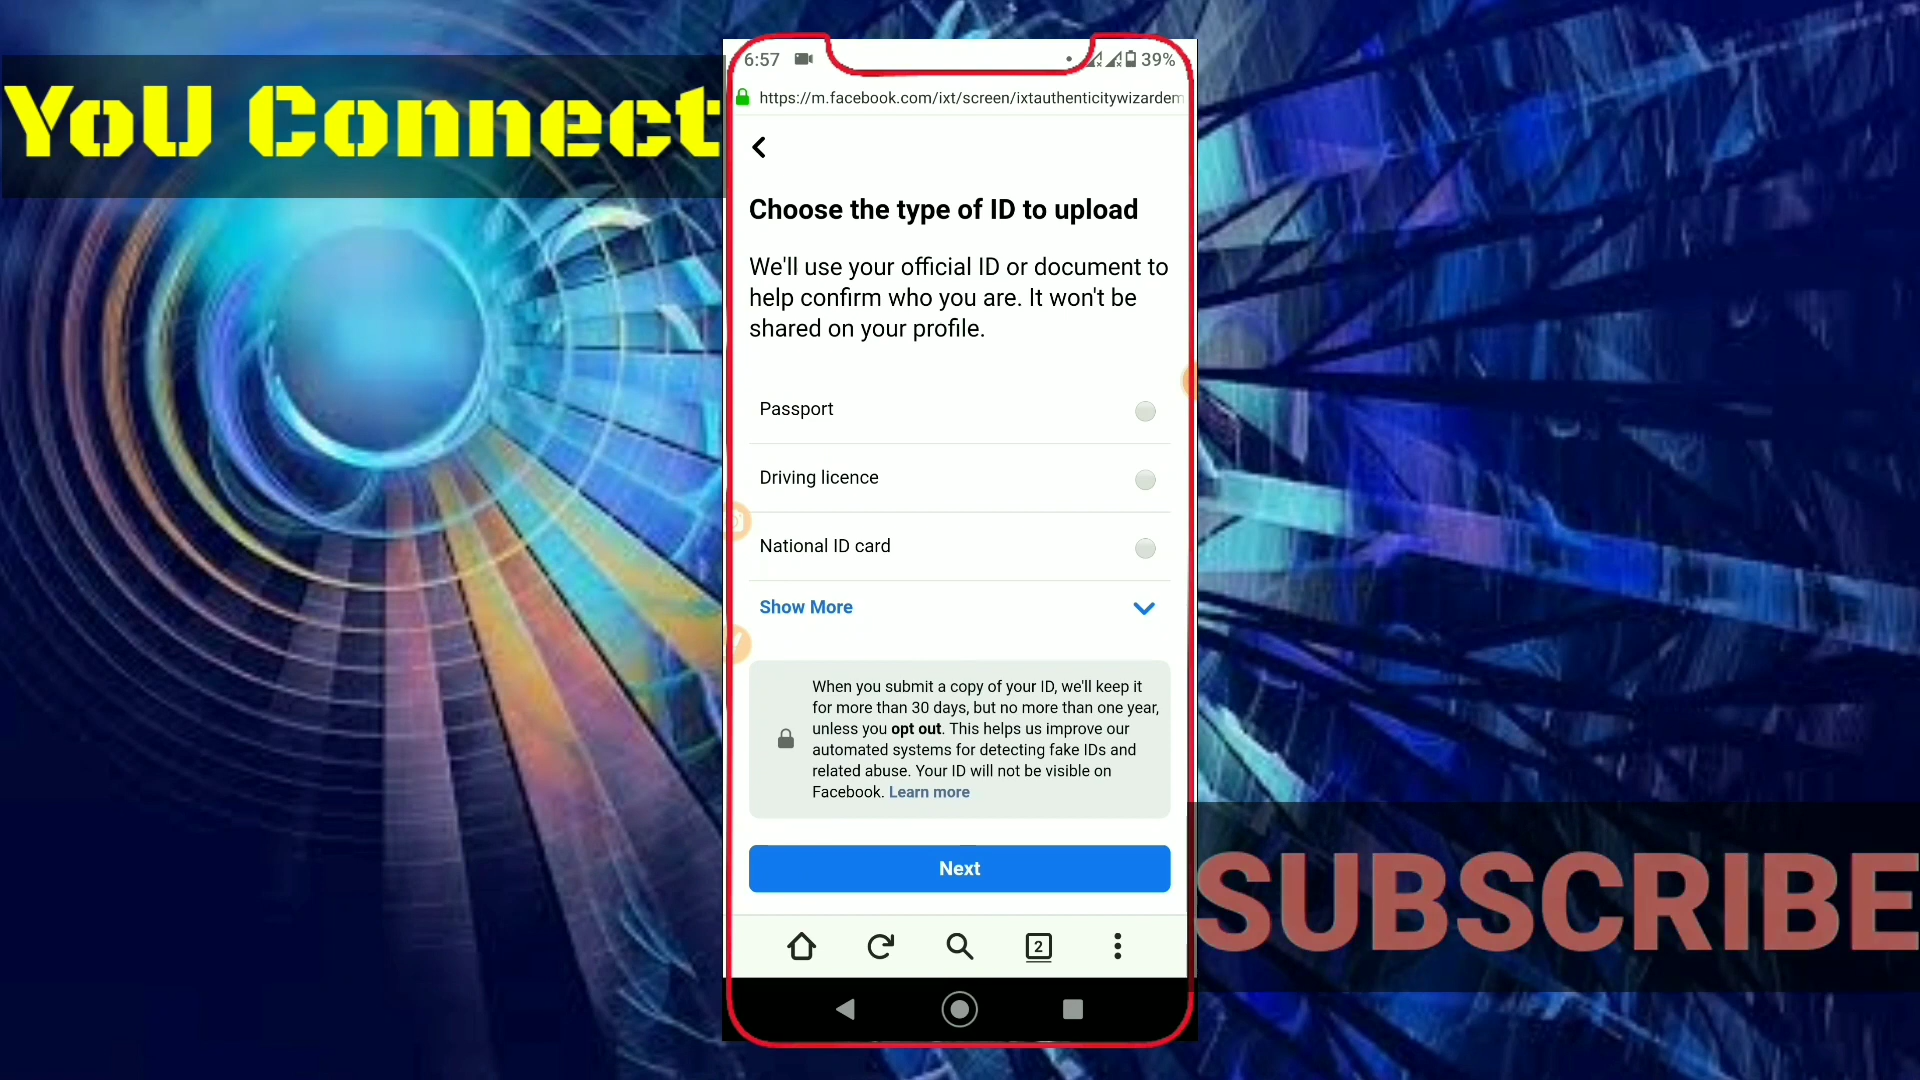 YoU Connect
6:57
39%
https://m.facebook.com/ixt/screen/ixtauthenticitywizardem
Choose the type of ID to upload
We'll use your official ID or document to
help confirm who you are. It won't be
shared on your profile.
Passport
Driving licence
National ID card
Show More
When you submit a copy of your ID, we'll keep it
for more than 30 days, but no more than one year,
unless you opt out. This helps us improve our
automated systems for detecting fake IDs and
related abuse. Your ID will not be visible on
Facebook. Learn more
Next
2
SUBSCRIBE